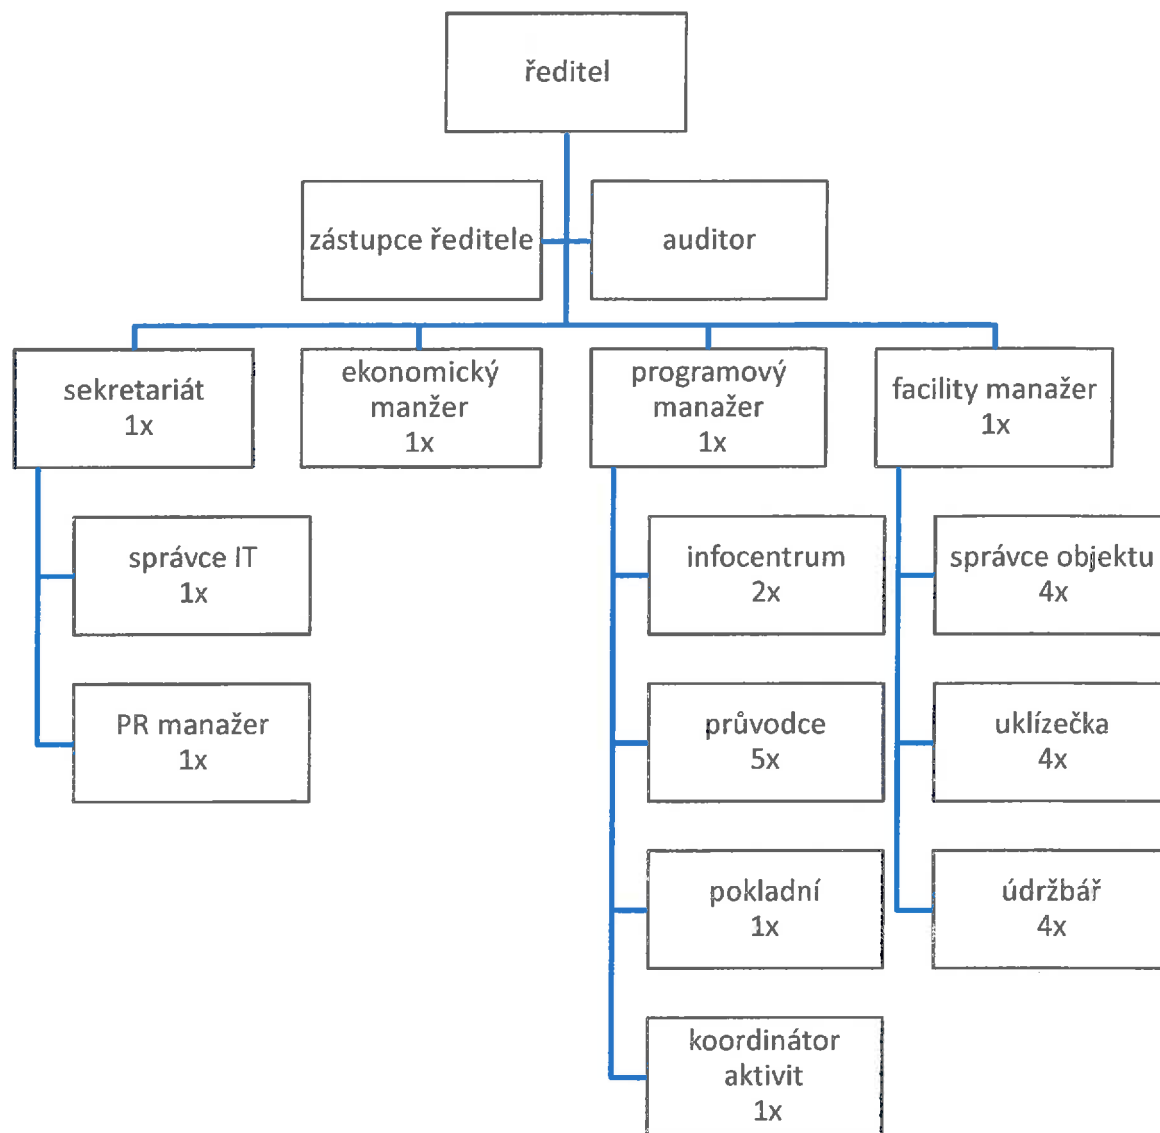 ředitel
zástupce ředitele
auditor
sekretariát
1x
ekonomický
manžer
1x
programový
manažer
1x
facility manažer
1x
správce IT
1x
PR manažer
1x
infocentrum
2x
průvodce
5x
pokladní
1x
koordinátor
aktivit
1x
správce objektu
4x
uklízečka
4x
údržbář
4x